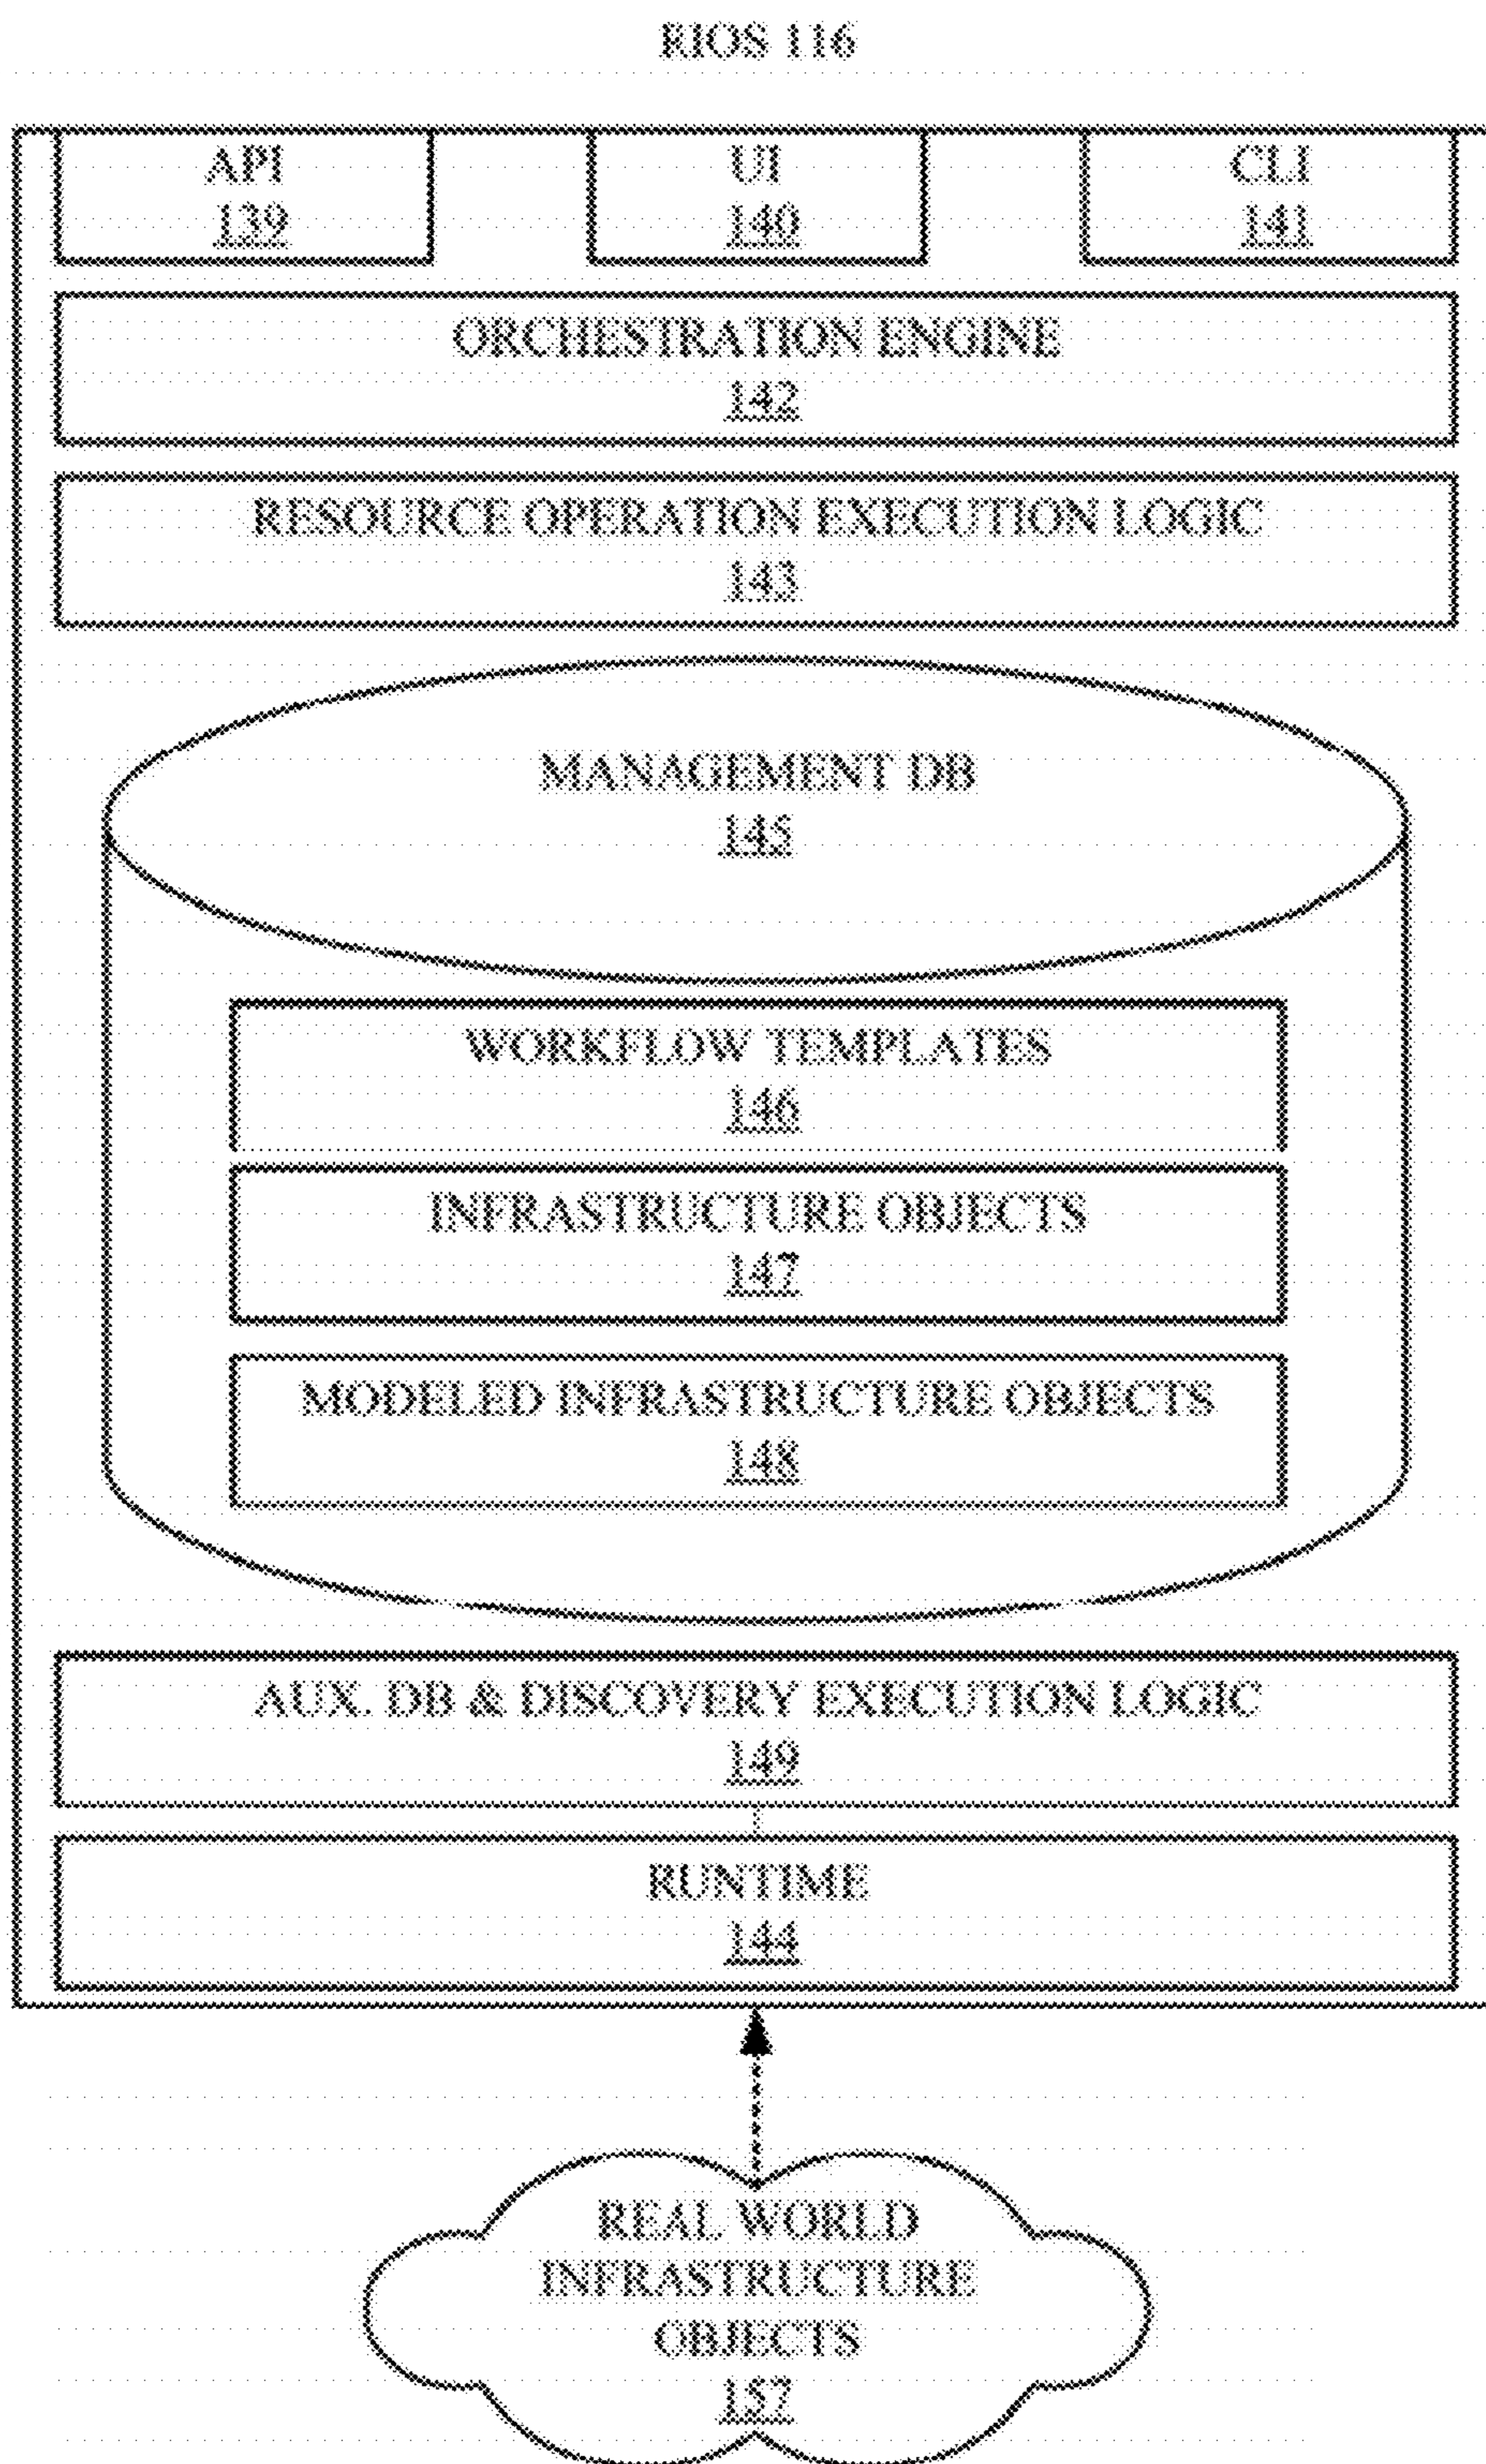 RIOS 116
API
139
UI
140
CLI
141
ORCHESTRATION ENGINE
142
RESOURCE OPERATION EXECUTION LOGIC
143
MANAGEMENT DB
145
WORKFLOW TEMPLATES
146
INFRASTRUCTURE OBJECTS
147
MODELED INFRASTRUCTURE OBJECTS
148
AUX. DB & DISCOVERY EXECUTION LOGIC
149
RUNTIME
144
REAL WORLD
INFRASTRUCTURE
OBJECTS
157